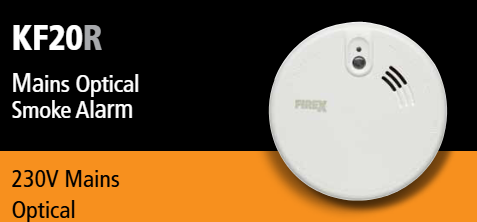 KF20R
Mains Optical
Smoke Alarm
FIREX
230V Mains
Optical